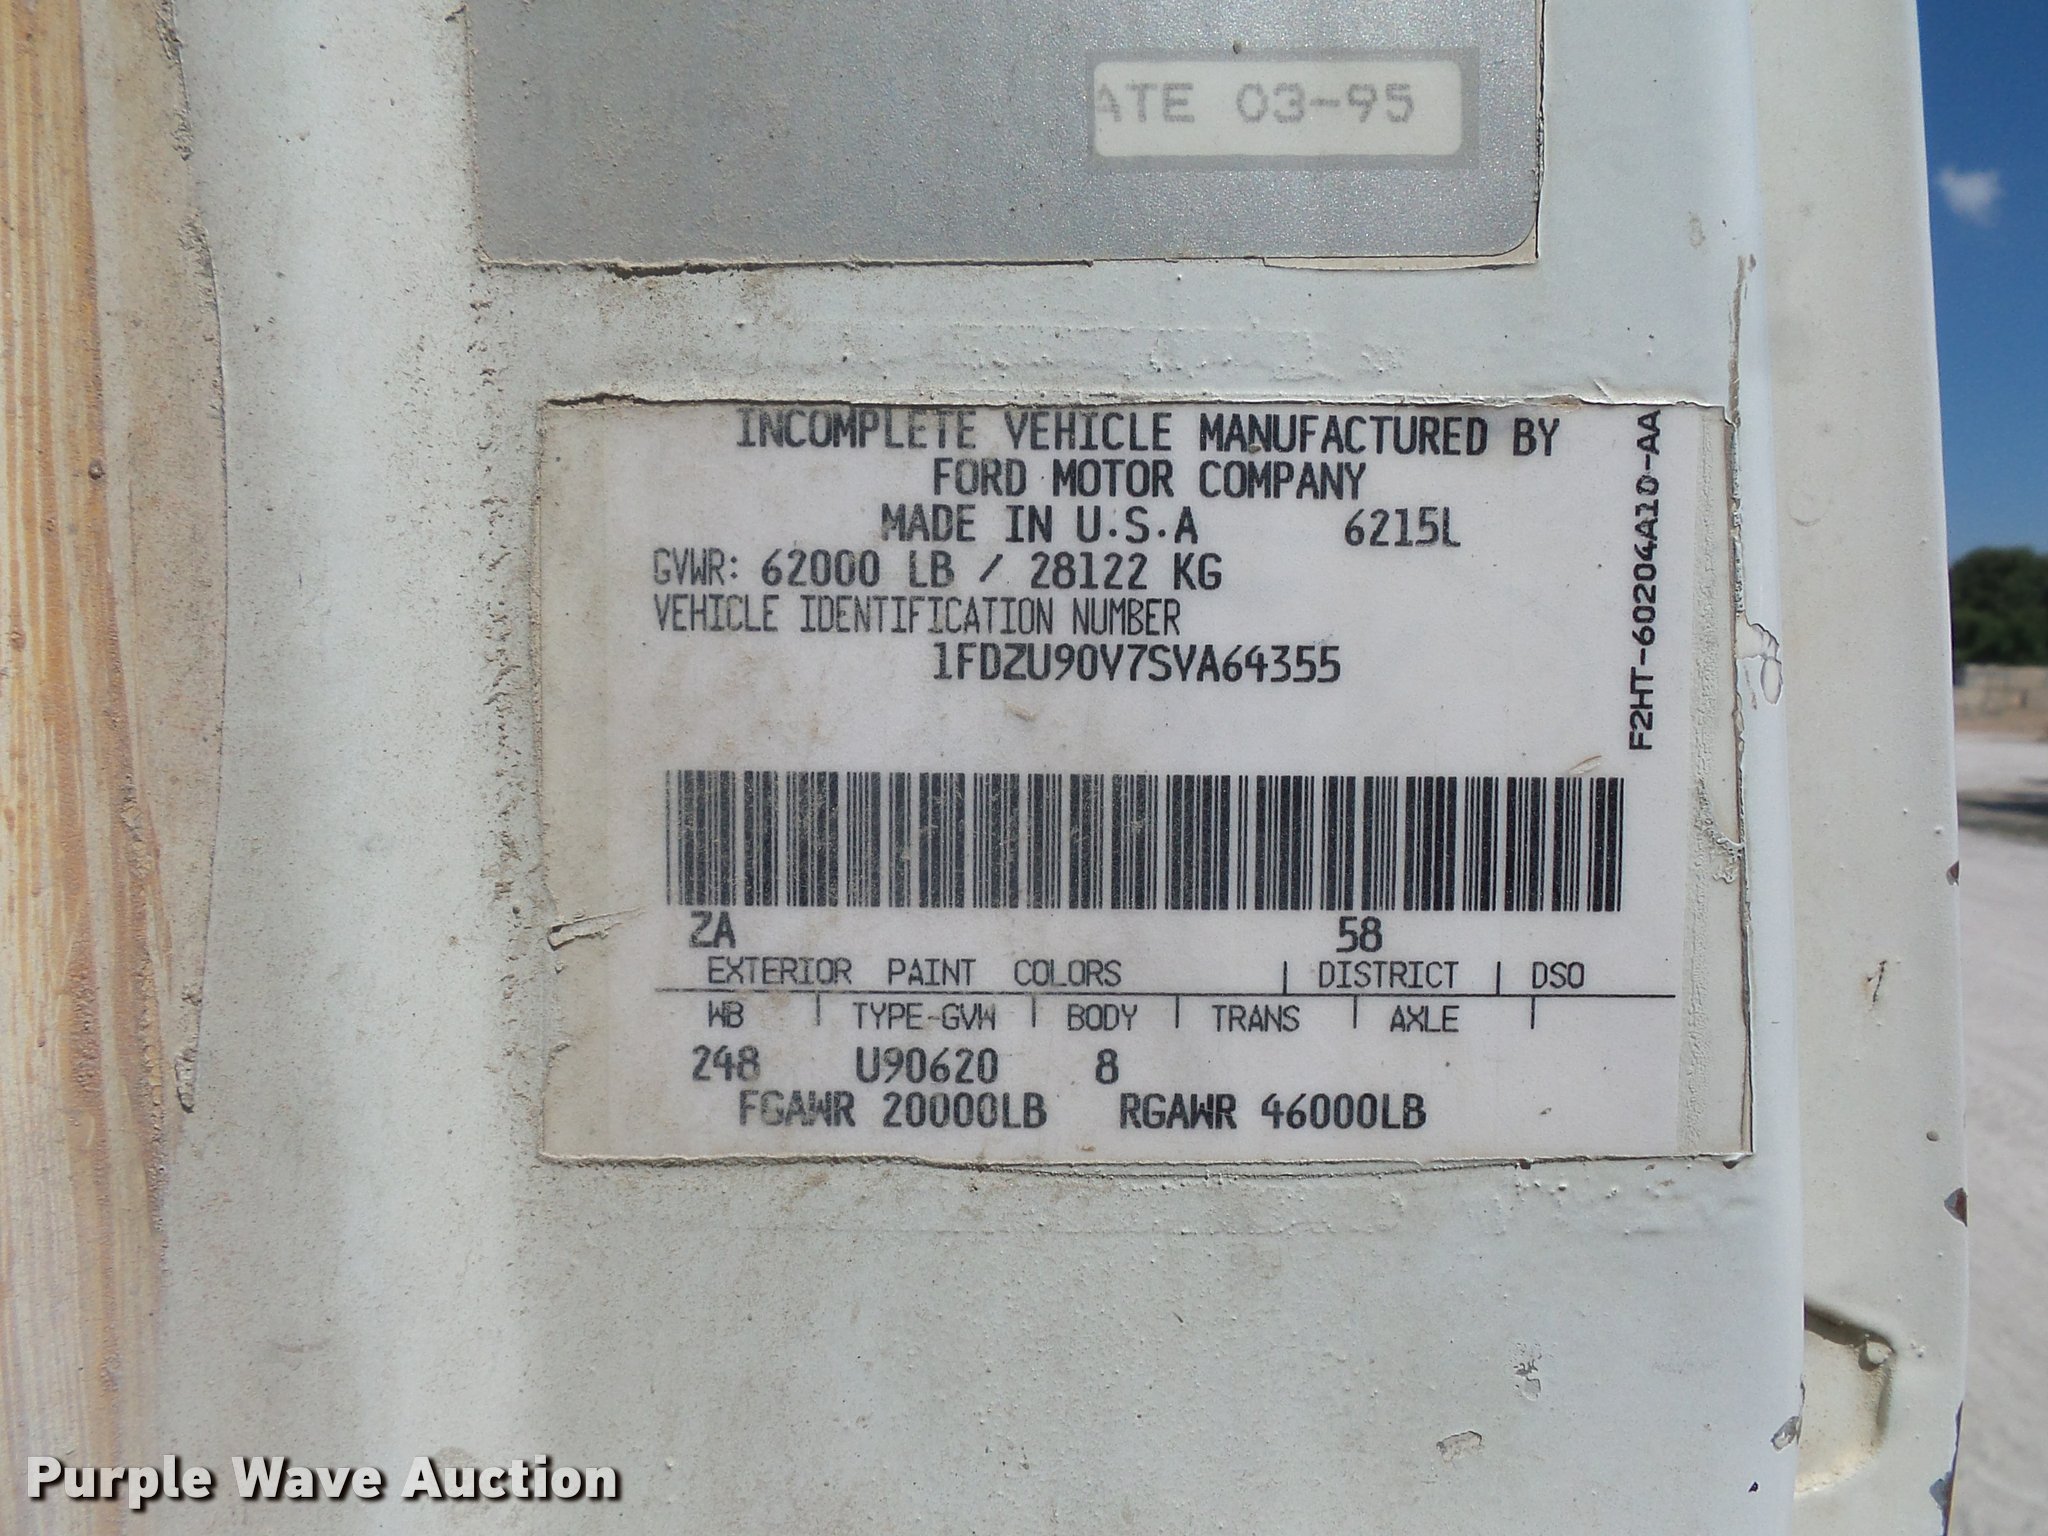 ATE 03-95
INCOMPLETE VEHICLE MANUFACTURED BY
FORD MOTOR COMPANY
MADE IN U.S.A 6215L
GVWR: 62000 LB / 28122 KG
VEHICLE IDENTIFICATION NUMBER
1FDZU90V7SVA64355
F2HT-60204A10-AA
ZA 58
EXTERIOR PAINT COLORS | DISTRICT | DSO
WB | TYPE-GVW | BODY | TRANS | AXLE |
248 U90620 8
FGAWR 20000LB RGAWR 46000LB
Purple Wave Auction